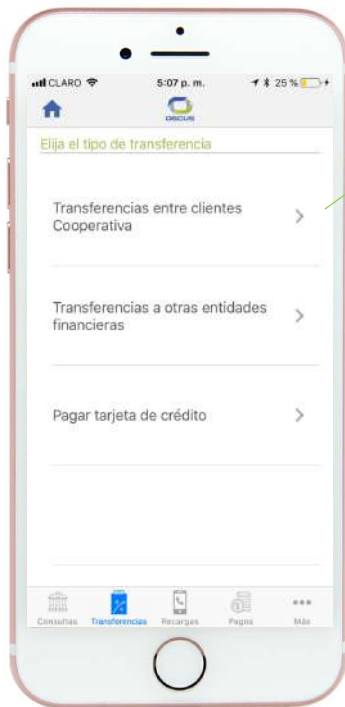 CLARO 5:07 p. m. 25 %
OSCUS
Elija el tipo de transferencia
Transferencias entre clientes
Cooperativa
Transferencias a otras entidades
financieras
Pagar tarjeta de crédito
Consultas Transferencias Recargas Pagos Más